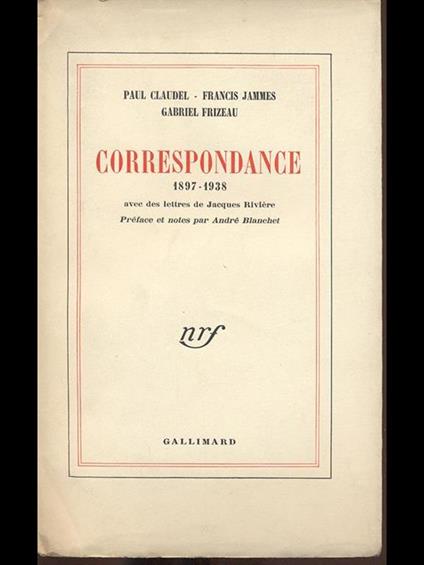 PAUL CLAUDEL - FRANCIS JAMMES
GABRIEL FRIZEAU
CORRESPONDANCE
1897-1938
avec des lettres de Jacques Rivière
Préface et notes par André Blanchet
nrf
GALLIMARD